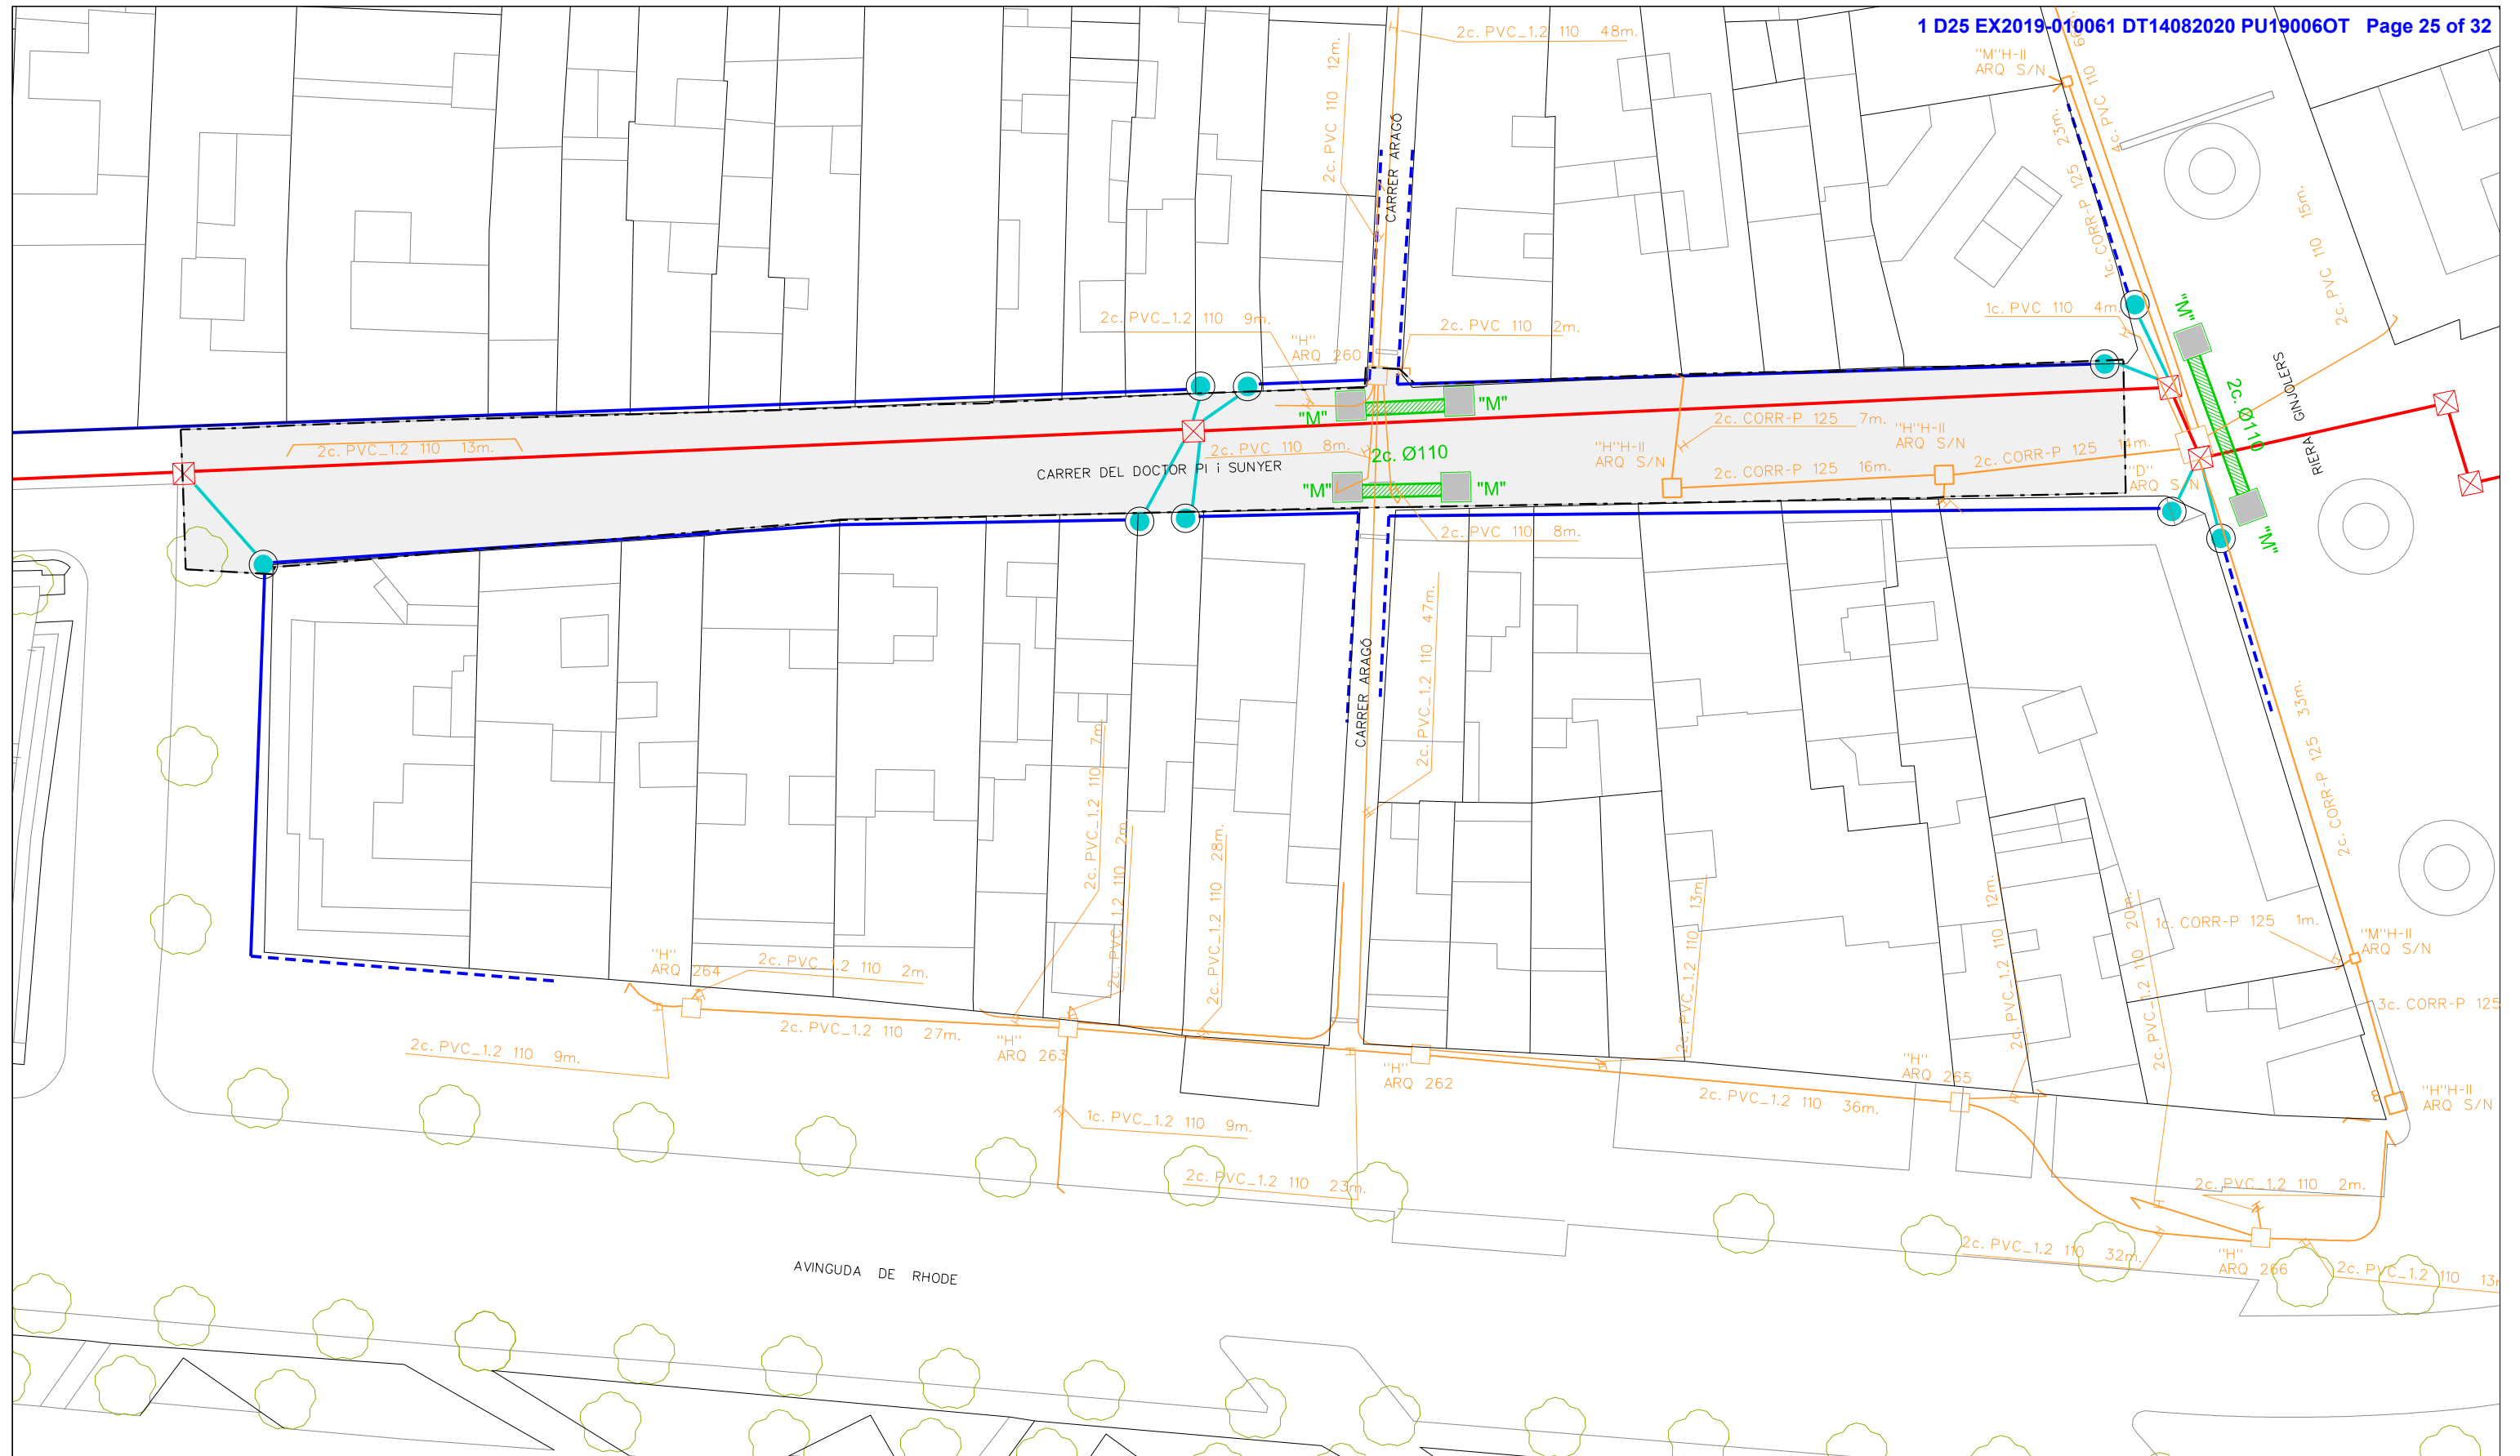 1 D25 EX2019-010061 DT14082020 PU19006OT Page 25 of 32
2c. PVC_1.2 110 48m.
2c. PVC 110 12m.
CARRER ARAGÓ
"M"H-II
ARQ S/N
4c. PVC 110
1c. CORR-P 125 23m.
2c. PVC 110 15m.
2c. PVC_1.2 110 9m.
"H"
ARQ 260
2c. PVC 110 2m.
1c. PVC 110 4m.
"M"
2c. Ø110
"M"
RIERA GINJOLERS
"M"
"M"
2c. PVC_1.2 110 13m.
2c. PVC 110 8m.
2c. Ø110
CARRER DEL DOCTOR PI i SUNYER
"M"
"M"
"H"H-II
ARQ S/N
2c. CORR-P 125 7m.
"H"H-II
ARQ S/N
2c. CORR-P 125 16m.
2c. CORR-P 125 14m.
"D"
ARQ S/N
2c. PVC 110 8m.
2c. PVC_1.2 110 47m.
CARRER ARAGÓ
2c. CORR-P 125 33m.
2c. PVC_1.2 110 7m.
2c. PVC_1.2 110 2m.
2c. PVC_1.2 110 28m.
2c. PVC_1.2 110 13m.
2c. PVC_1.2 110 12m.
2c. PVC_1.2 110 20m.
1c. CORR-P 125 1m.
"M"H-II
ARQ S/N
3c. CORR-P 125
"H"
ARQ 264
2c. PVC_1.2 110 2m.
2c. PVC_1.2 110 27m.
2c. PVC_1.2 110 9m.
"H"
ARQ 263
"H"
ARQ 262
"H"
ARQ 265
2c. PVC_1.2 110 36m.
"H"H-II
ARQ S/N
8
1c. PVC_1.2 110 9m.
2c. PVC_1.2 110 23m.
2c. PVC_1.2 110 2m.
2c. PVC_1.2 110 32m.
"H"
ARQ 266
2c. PVC_1.2 110 13m
AVINGUDA DE RHODE